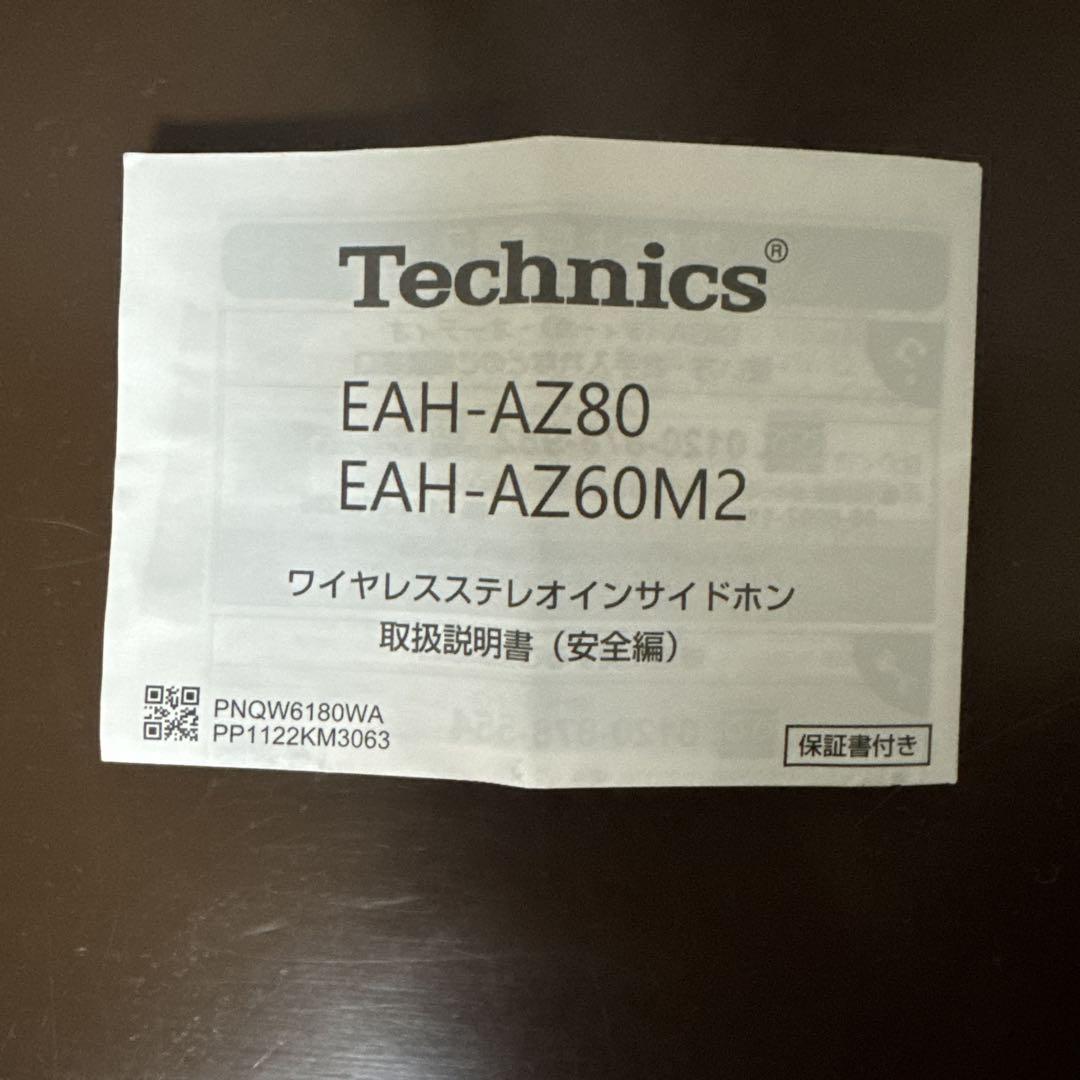 Technics®
EAH-AZ80
EAH-AZ60M2
ワイヤレスステレオインサイドホン
取扱説明書（安全編）
PNQW6180WA
PP1122KM3063
保証書付き